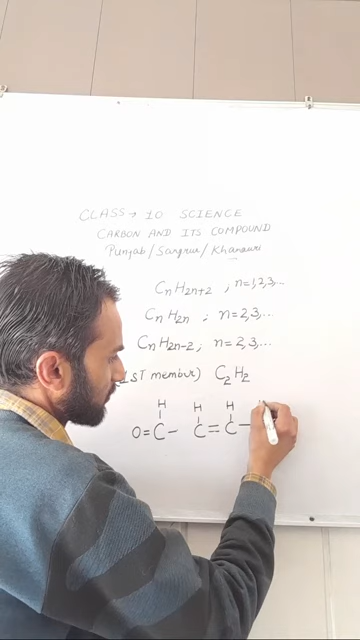 CLASS → 10 SCIENCE
CARBON AND ITS COMPOUND
Punjab/Sangrur/Khanauri
CnH2n+2 ; n=1,2,3,...
CnH2n ; n=2,3,...
CnH2n-2 ; n=2,3,...
1ST member) C2H2
H H H
O=C- C=C-